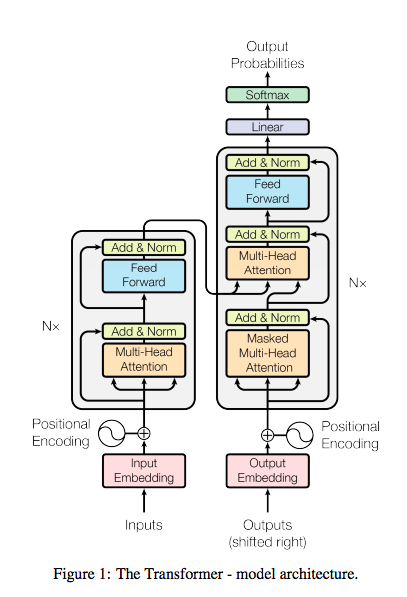 Output
Probabilities
Softmax
Linear
Add & Norm
Feed
Forward
Add & Norm
Multi-Head
Attention
Add & Norm
Masked
Multi-Head
Attention
Nx
Add & Norm
Feed
Forward
Add & Norm
Multi-Head
Attention
Nx
Positional
Encoding
Positional
Encoding
Input
Embedding
Output
Embedding
Inputs
Outputs
(shifted right)
Figure 1: The Transformer - model architecture.